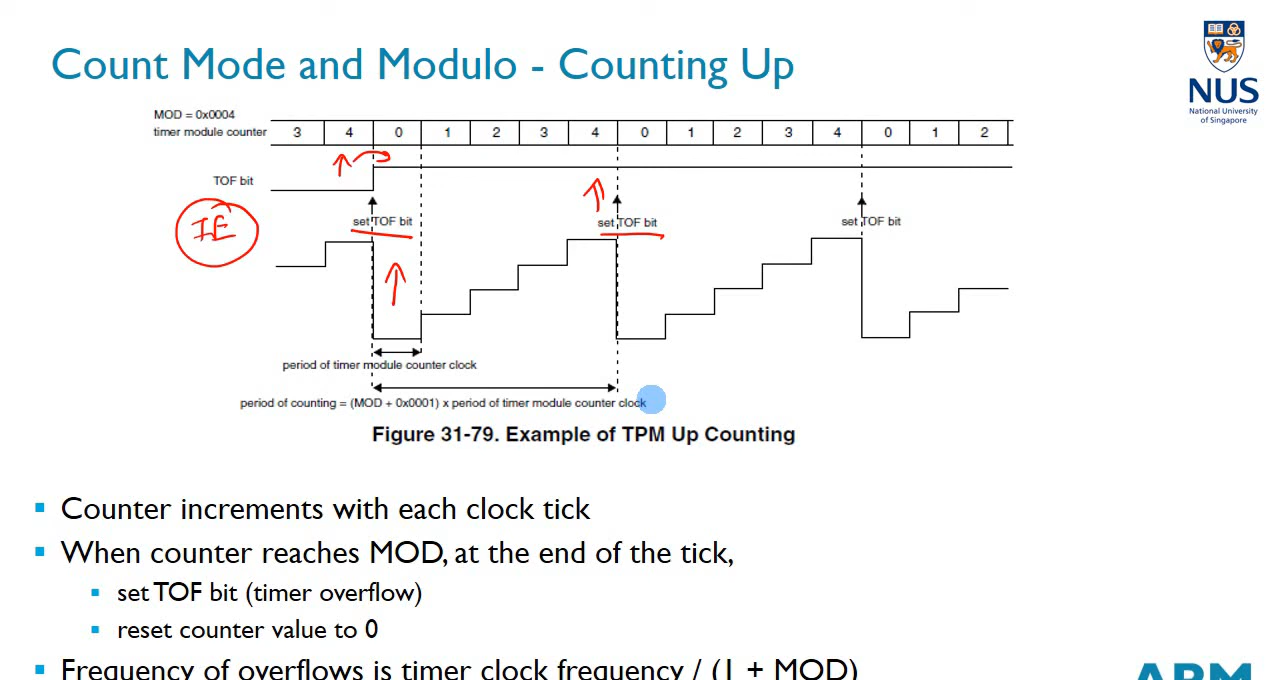 Count Mode and Modulo - Counting Up
NUS
National University
of Singapore
MOD = 0x0004
timer module counter 3 4 0 1 2 3 4 0 1 2 3 4 0 1 2
TOF bit
IE
set TOF bit set TOF bit set TOF bit
period of timer module counter clock
period of counting = (MOD + 0x0001) x period of timer module counter clock
Figure 31-79. Example of TPM Up Counting
Counter increments with each clock tick
When counter reaches MOD, at the end of the tick,
set TOF bit (timer overflow)
reset counter value to 0
Frequency of overflows is timer clock frequency / (1 + MOD)
ARM